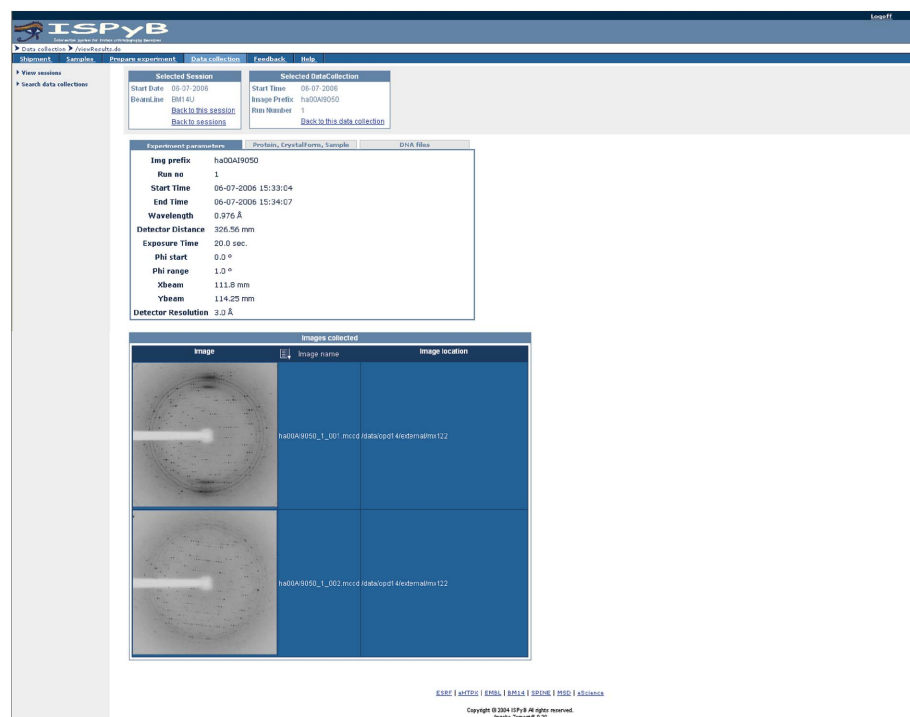 Logoff
ISPyB
Information System for Protein crystallography Beamlines
Data collection /viewResults.do
Shipment Samples Prepare experiment Data collection Feedback Help
View sessions
Search data collections
Selected Session
Start Date 06-07-2006
BeamLine BM14U
Back to this session
Back to sessions
Selected DataCollection
Start Time 06-07-2006
Image Prefix ha00AI9050
Run Number 1
Back to this data collection
Experiment parameters Protein, CrystalForm, Sample DNA files
Img prefix ha00AI9050
Run no 1
Start Time 06-07-2006 15:33:04
End Time 06-07-2006 15:34:07
Wavelength 0.976 Å
Detector Distance 326.56 mm
Exposure Time 20.0 sec.
Phi start 0.0 º
Phi range 1.0 º
Xbeam 111.8 mm
Ybeam 114.25 mm
Detector Resolution 3.0 Å
Images collected
Image Image name Image location
ha00AI9050_1_001.mccd /data/opd14/external/mx122
ha00AI9050_1_002.mccd /data/opd14/external/mx122
ESRF | eHTPX | EMBL | BM14 | SPINE | MSD | eScience
Copyright © 2004 ISPyB All rights reserved.